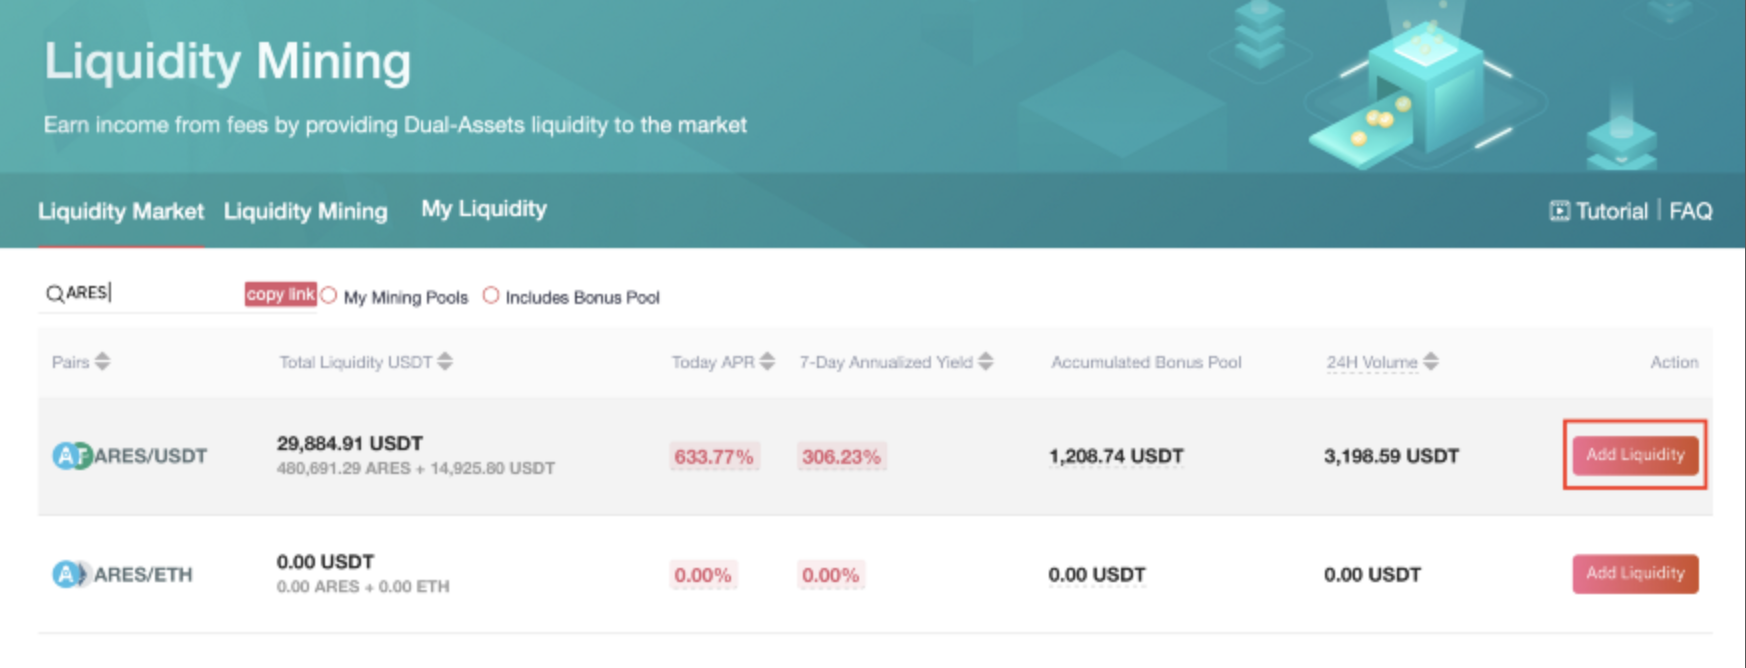 Liquidity Mining
Earn income from fees by providing Dual-Assets liquidity to the market
Liquidity Market Liquidity Mining My Liquidity Tutorial | FAQ
ARES copy link My Mining Pools Includes Bonus Pool
Pairs Total Liquidity USDT Today APR 7-Day Annualized Yield Accumulated Bonus Pool 24H Volume Action
ARES/USDT 29,884.91 USDT 633.77% 306.23% 1,208.74 USDT 3,198.59 USDT Add Liquidity
480,691.29 ARES + 14,925.80 USDT
ARES/ETH 0.00 USDT 0.00% 0.00% 0.00 USDT 0.00 USDT Add Liquidity
0.00 ARES + 0.00 ETH